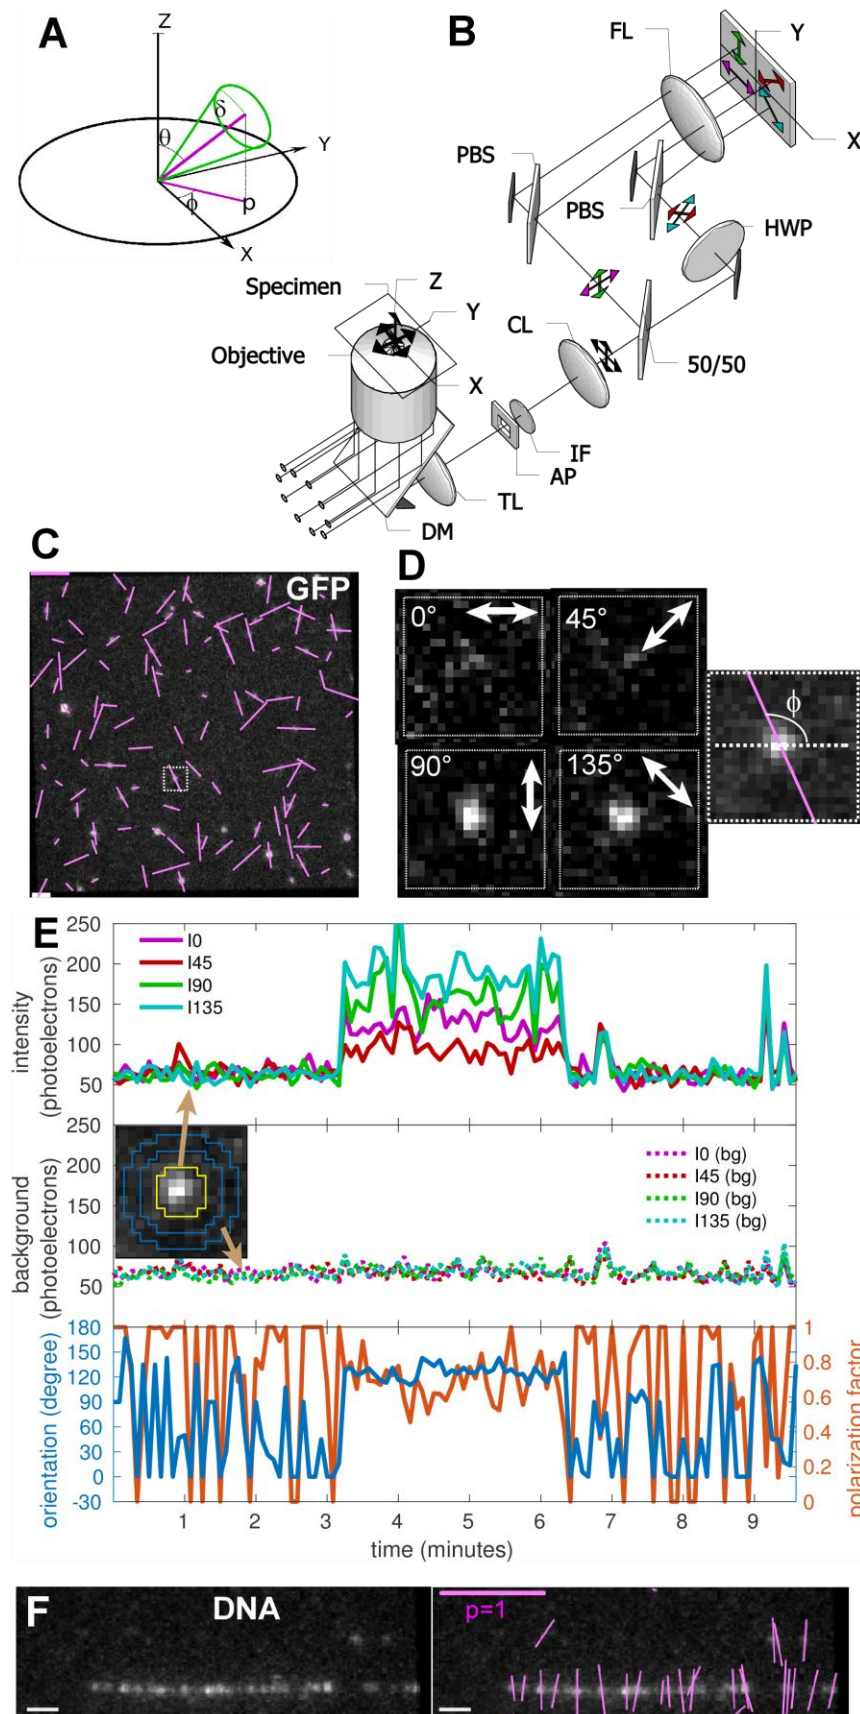 A
Z
δ
θ
Y
ϕ
p
X
B
FL
Y
X
PBS
PBS
HWP
Specimen
Z
Y
Objective
X
CL
50/50
IF
AP
TL
DM
C
GFP
D
0°
45°
90°
135°
ϕ
E
250
200
150
100
50
intensity
(photoelectrons)
I0
I45
I90
I135
250
200
150
100
50
background
(photoelectrons)
I0 (bg)
I45 (bg)
I90 (bg)
I135 (bg)
180
150
120
90
60
30
0
-30
orientation (degree)
1
0.8
0.6
0.4
0.2
0
polarization factor
1 2 3 4 5 6 7 8 9
time (minutes)
F
DNA
p=1